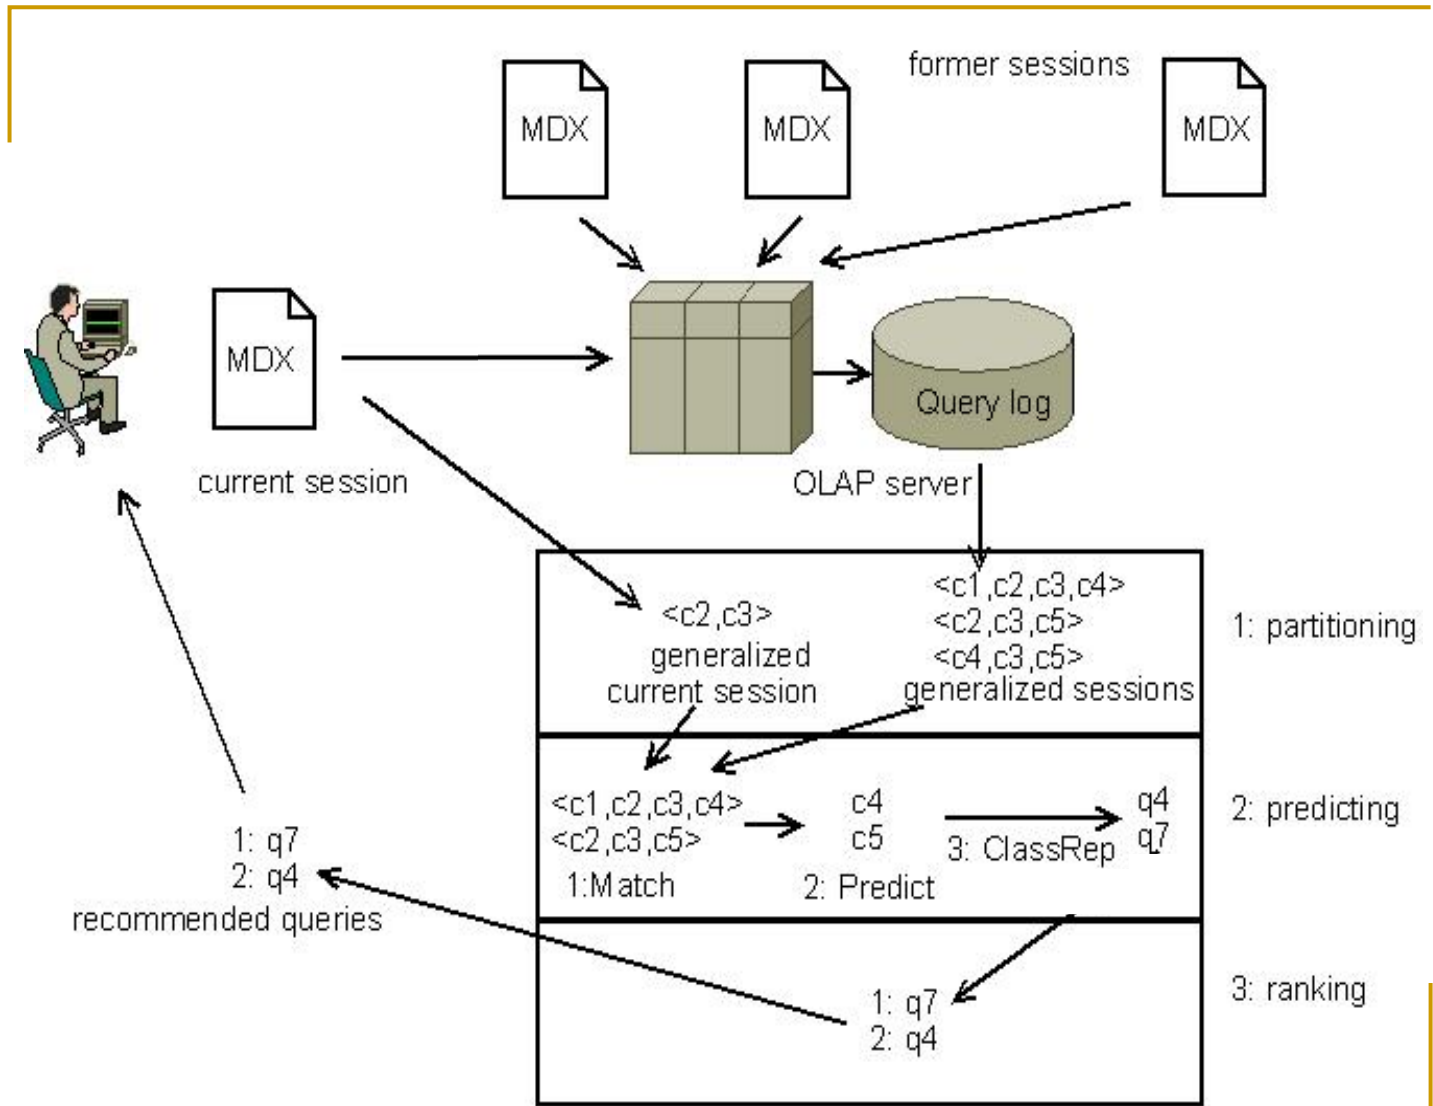 former sessions
MDX
MDX
MDX
MDX
Query log
current session
OLAP server
<c2,c3>
generalized
current session
<c1,c2,c3,c4>
<c2,c3,c5>
<c4,c3,c5>
generalized sessions
1: partitioning
<c1,c2,c3,c4>
<c2,c3,c5>
1:Match
c4
c5
2: Predict
3: ClassRep
q4
q7
2: predicting
1: q7
2: q4
recommended queries
1: q7
2: q4
3: ranking